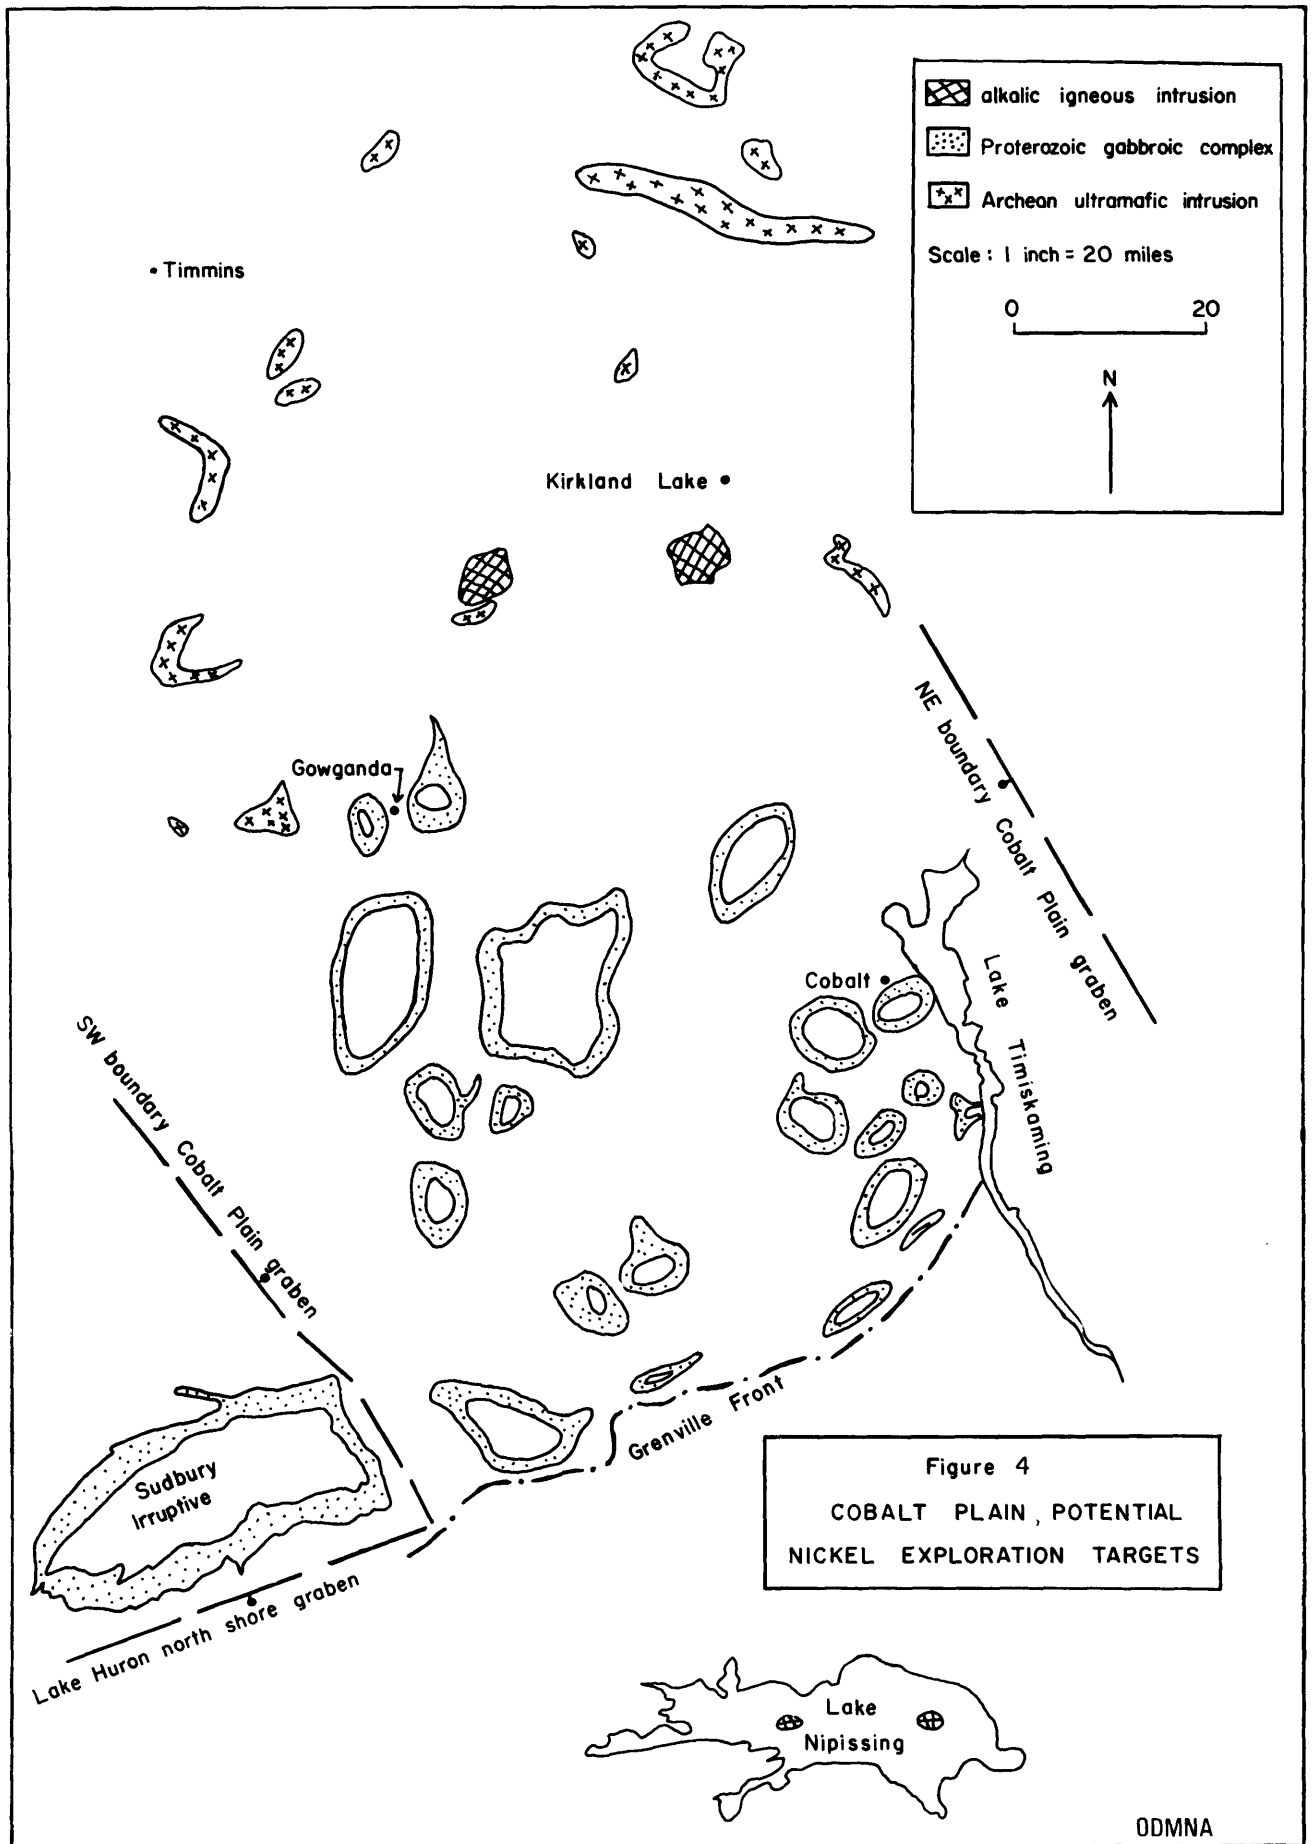 alkalic igneous intrusion
Proterozoic gabbroic complex
Archean ultramafic intrusion
Scale: 1 inch = 20 miles
0 20
N
Timmins
Kirkland Lake
NE boundary Cobalt Plain graben
Gowganda
Cobalt
Lake Timiskaming
SW boundary Cobalt Plain graben
Grenville Front
Sudbury
Irruptive
Lake Huron north shore graben
Figure 4
COBALT PLAIN, POTENTIAL
NICKEL EXPLORATION TARGETS
Lake
Nipissing
ODMNA